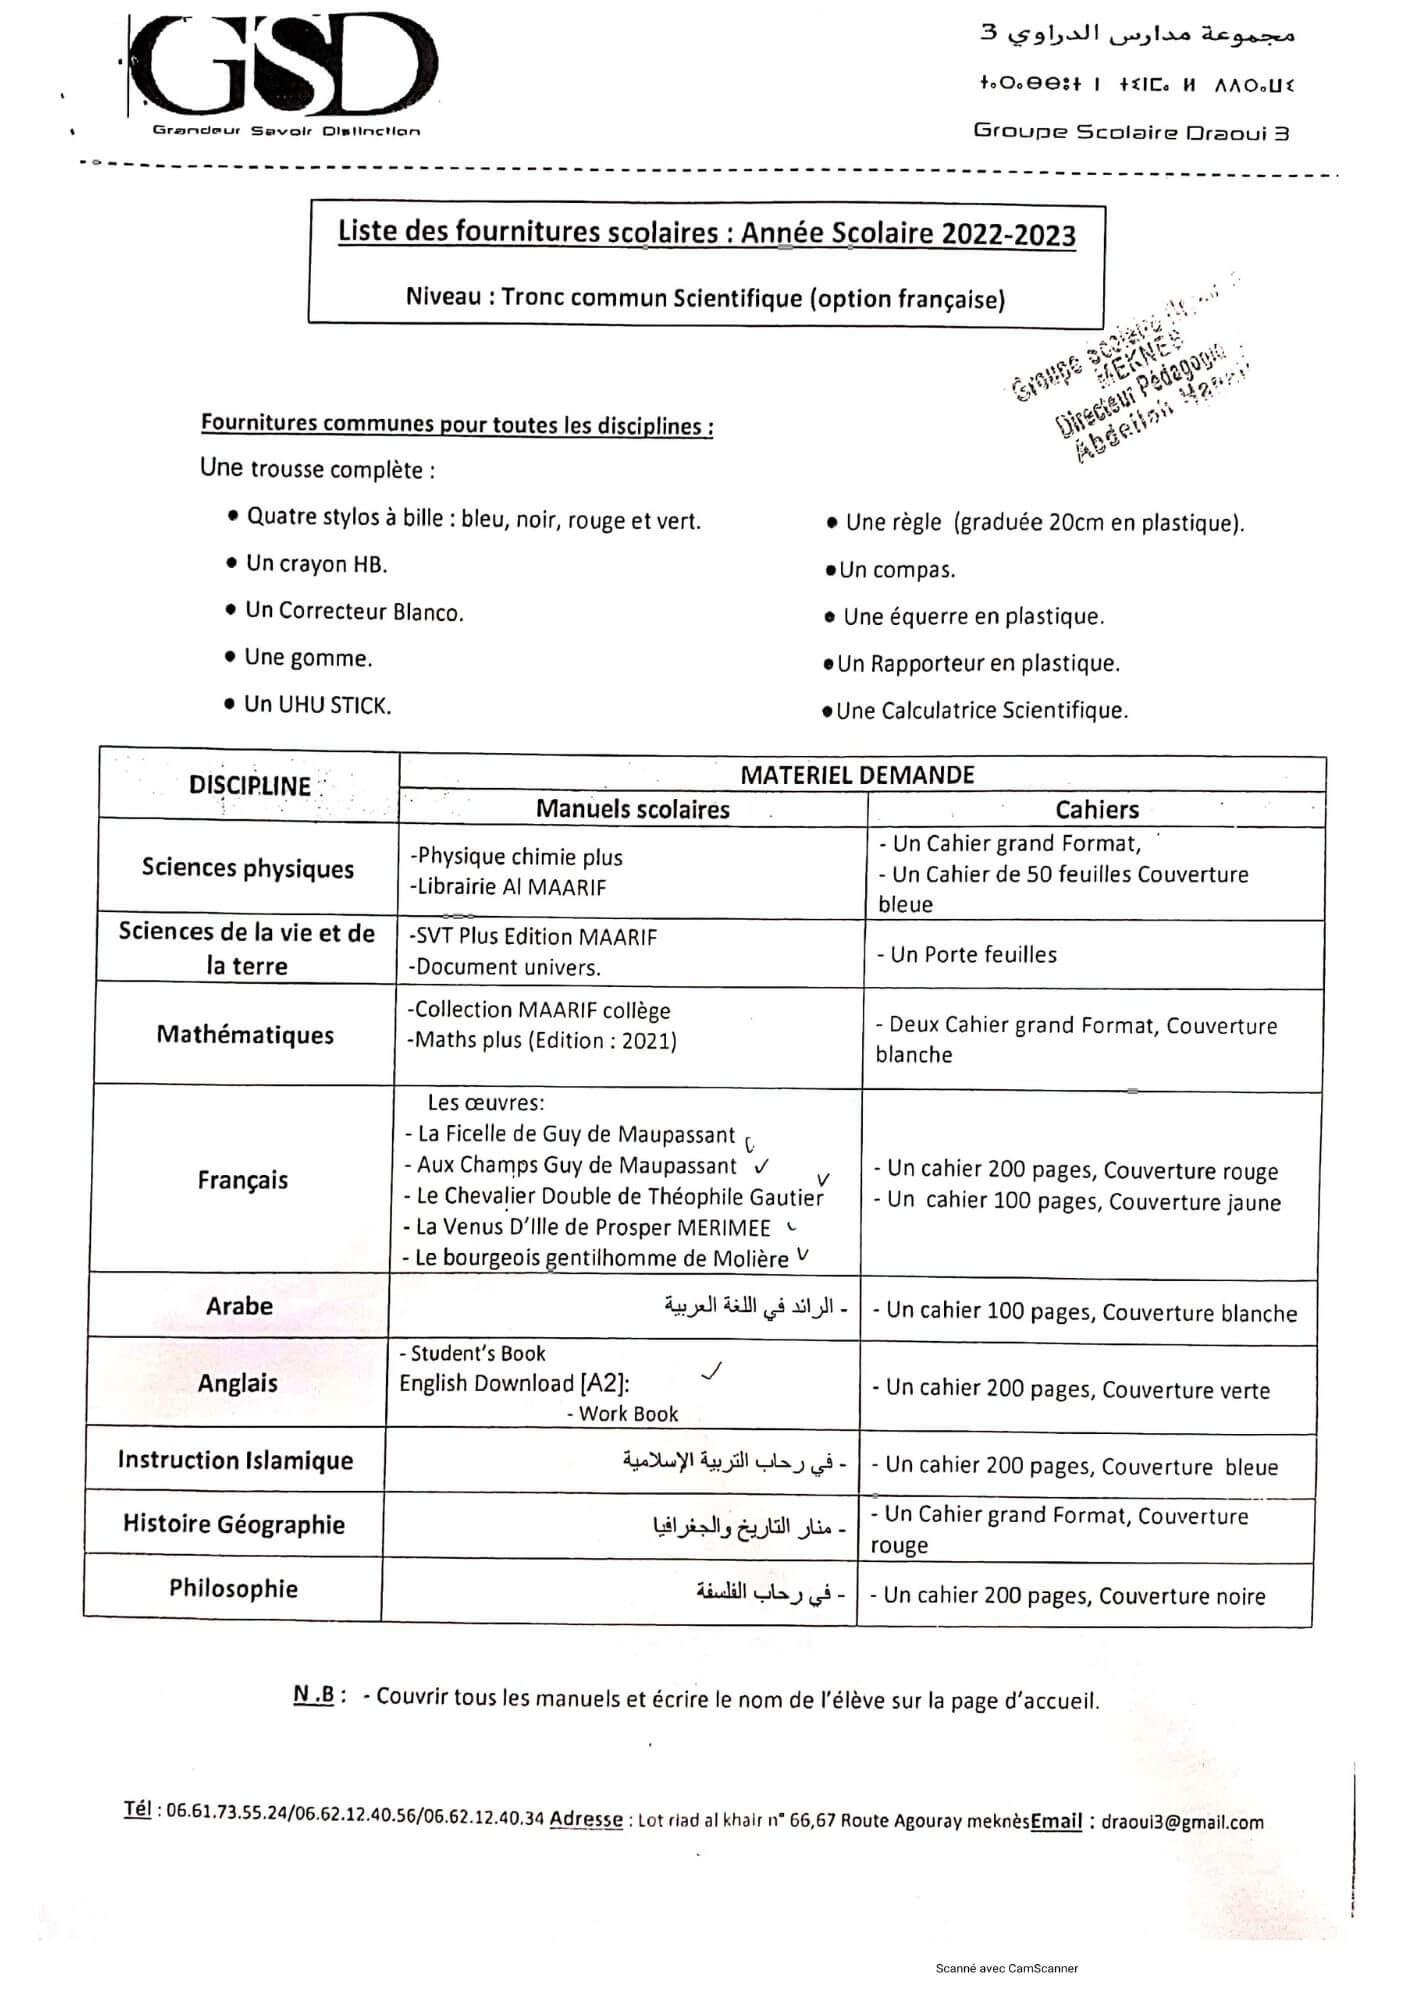 GSD
Grandeur Savoir Distinction
مجموعة مدارس الدراوي 3
ⵜⴰⵔⴰⴱⴱⵓⵜ ⵏ ⵜⵉⵏⵎⴰ ⵍ ⴷⴷⵔⴰⵡⵉ
Groupe Scolaire Draoui 3
Liste des fournitures scolaires : Année Scolaire 2022-2023
Niveau : Tronc commun Scientifique (option française)
Groupe Scolaire
MEKNES
Directeur Pédagogie
Fournitures communes pour toutes les disciplines :
Une trousse complète :
• Quatre stylos à bille : bleu, noir, rouge et vert.
• Un crayon HB.
• Un Correcteur Blanco.
• Une gomme.
• Un UHU STICK.
• Une règle (graduée 20cm en plastique).
• Un compas.
• Une équerre en plastique.
• Un Rapporteur en plastique.
• Une Calculatrice Scientifique.
DISCIPLINE
MATERIEL DEMANDE
Manuels scolaires
Cahiers
Sciences physiques
-Physique chimie plus
-Librairie Al MAARIF
- Un Cahier grand Format,
- Un Cahier de 50 feuilles Couverture
bleue
Sciences de la vie et de
la terre
-SVT Plus Edition MAARIF
-Document univers.
- Un Porte feuilles
Mathématiques
-Collection MAARIF collège
-Maths plus (Edition : 2021)
- Deux Cahier grand Format, Couverture
blanche
Français
Les œuvres:
- La Ficelle de Guy de Maupassant
- Aux Champs Guy de Maupassant ✓
- Le Chevalier Double de Théophile Gautier ✓
- La Venus D'Ille de Prosper MERIMEE
- Le bourgeois gentilhomme de Molière ✓
- Un cahier 200 pages, Couverture rouge
- Un cahier 100 pages, Couverture jaune
Arabe
- الرائد في اللغة العربية
- Un cahier 100 pages, Couverture blanche
Anglais
- Student's Book
English Download [A2]: ✓
- Work Book
- Un cahier 200 pages, Couverture verte
Instruction Islamique
- في رحاب التربية الإسلامية
- Un cahier 200 pages, Couverture bleue
Histoire Géographie
- منار التاريخ والجغرافيا
- Un Cahier grand Format, Couverture
rouge
Philosophie
- في رحاب الفلسفة
- Un cahier 200 pages, Couverture noire
N.B : - Couvrir tous les manuels et écrire le nom de l'élève sur la page d'accueil.
Tél : 06.61.73.55.24/06.62.12.40.56/06.62.12.40.34 Adresse : Lot riad al khair n° 66,67 Route Agouray meknèsEmail : draoui3@gmail.com
Scanné avec CamScanner